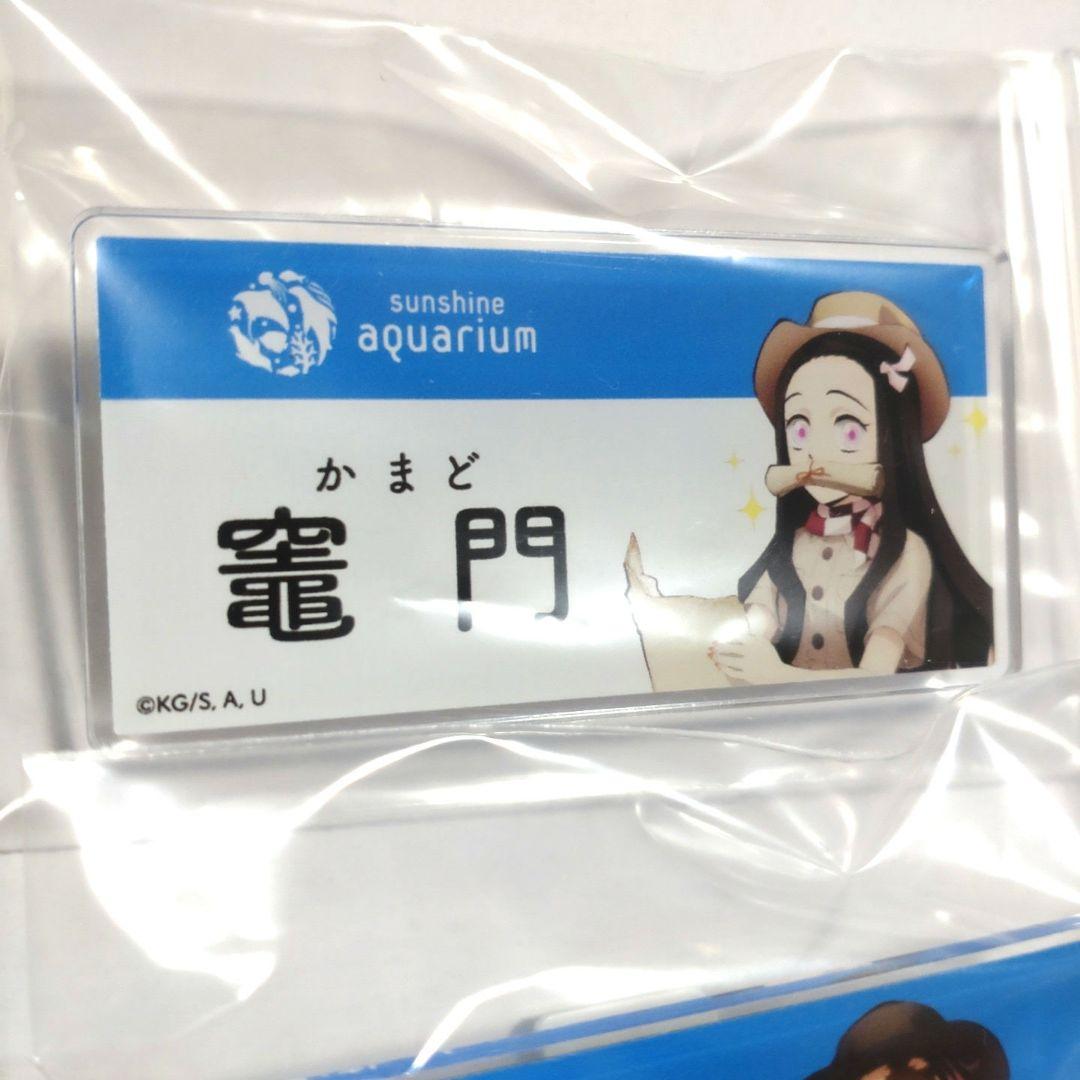 sunshine
aquarium
かまど
竈門
©KG/S, A, U